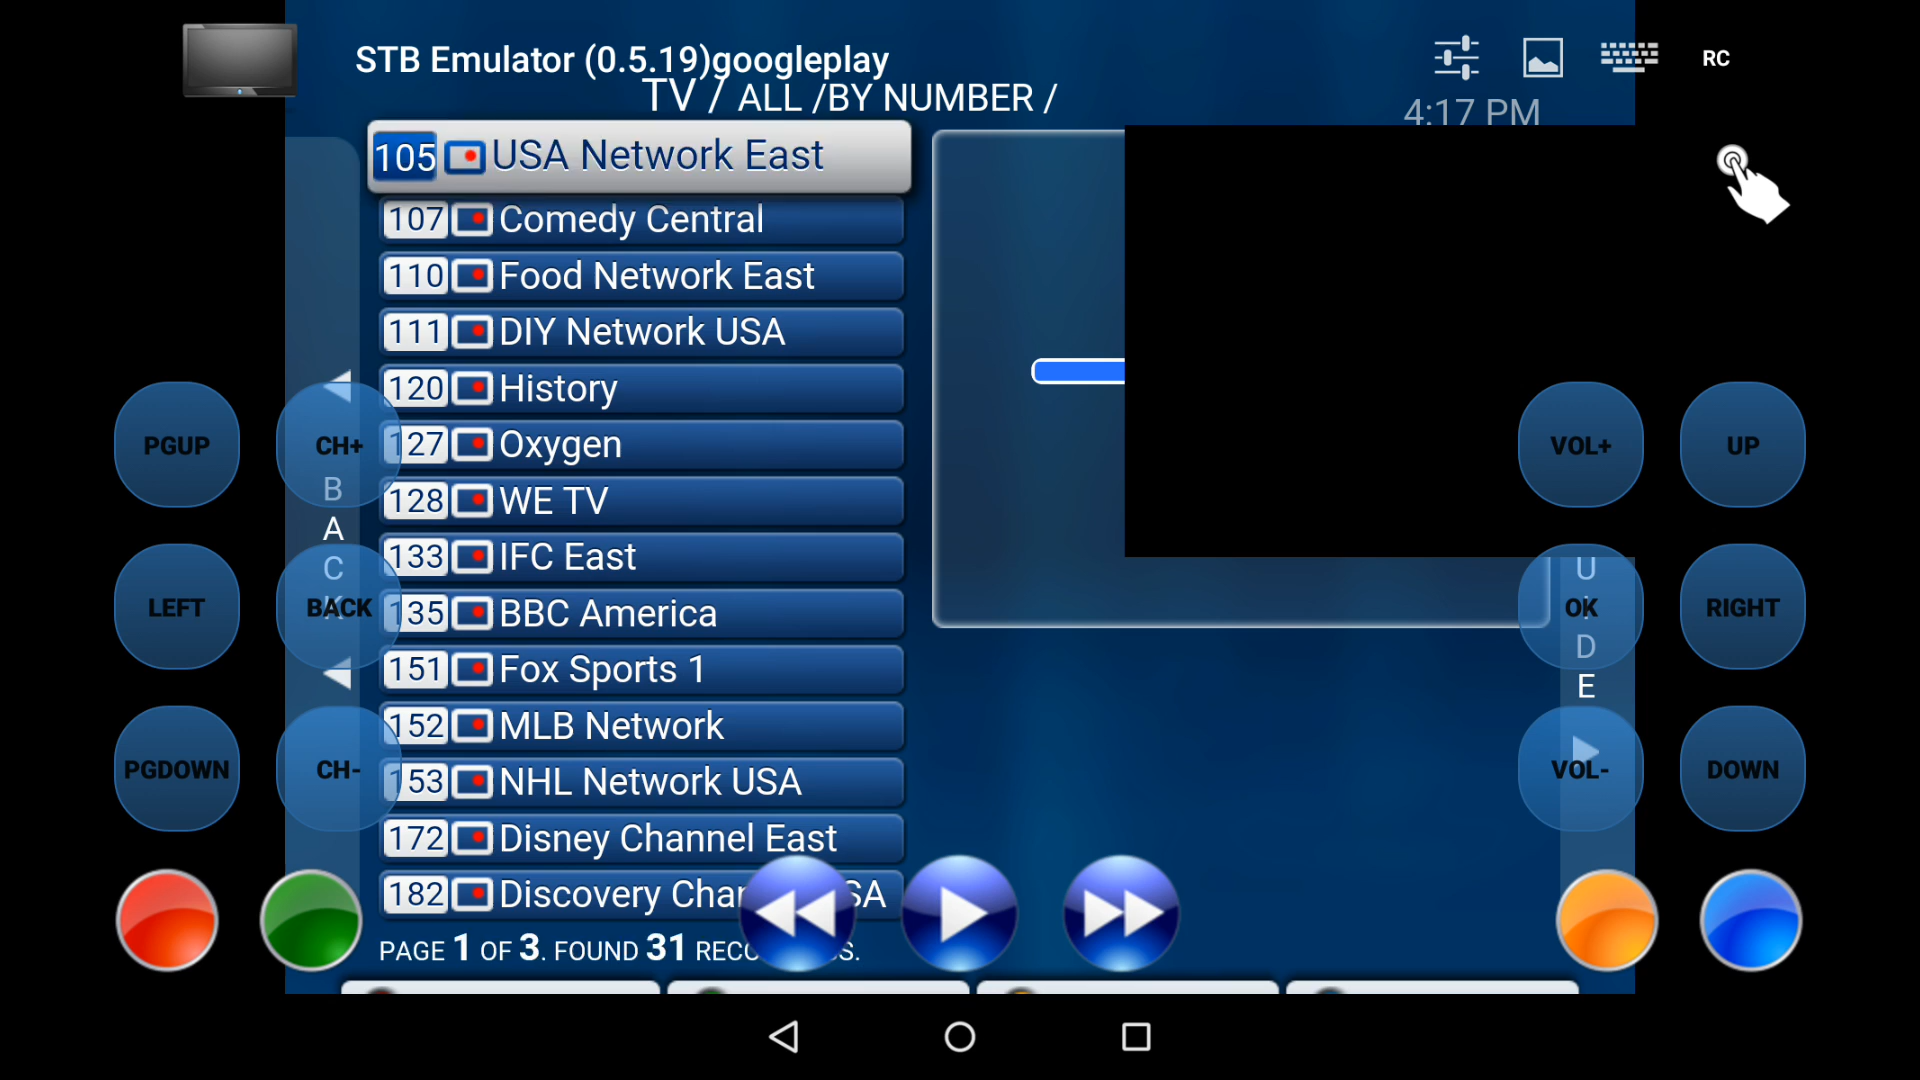 STB Emulator (0.5.19)googleplay
RC
TV / ALL /BY NUMBER /
4:17 PM
105 USA Network East
107 Comedy Central
110 Food Network East
111 DIY Network USA
120 History
127 Oxygen
128 WE TV
133 IFC East
135 BBC America
151 Fox Sports 1
152 MLB Network
153 NHL Network USA
172 Disney Channel East
182 Discovery
PAGE 1 OF 3. FOUND 31
PGUP
CH+
LEFT
BACK
PGDOWN
CH-
BACK
VOL+
UP
OK
RIGHT
VOL-
DOWN
U
D
E